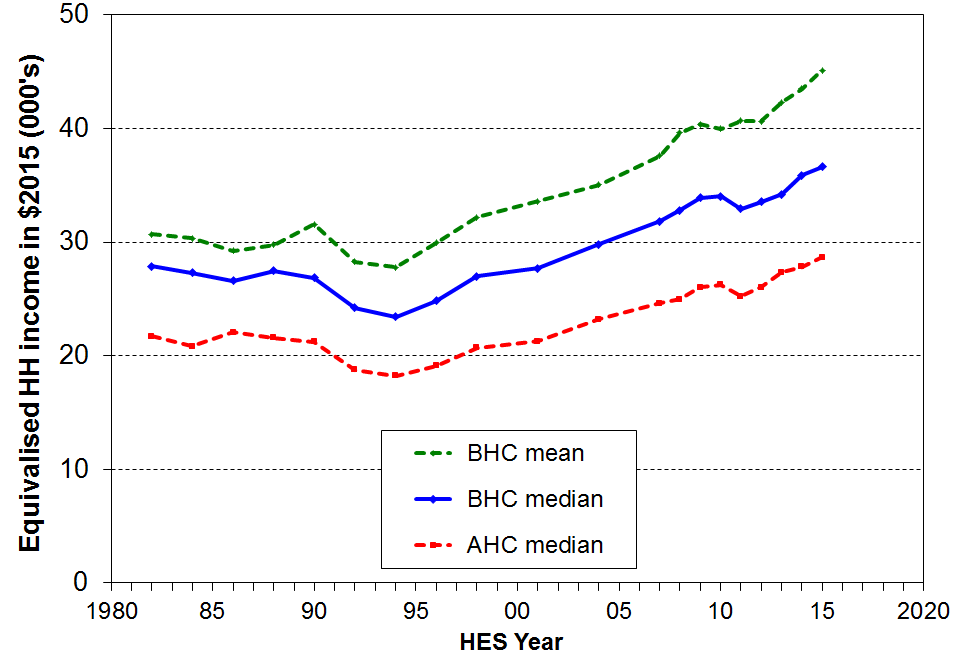 50
40
30
20
10
0
Equivalised HH income in $2015 (000's)
BHC mean
BHC median
AHC median
1980 85 90 95 00 05 10 15 2020
HES Year